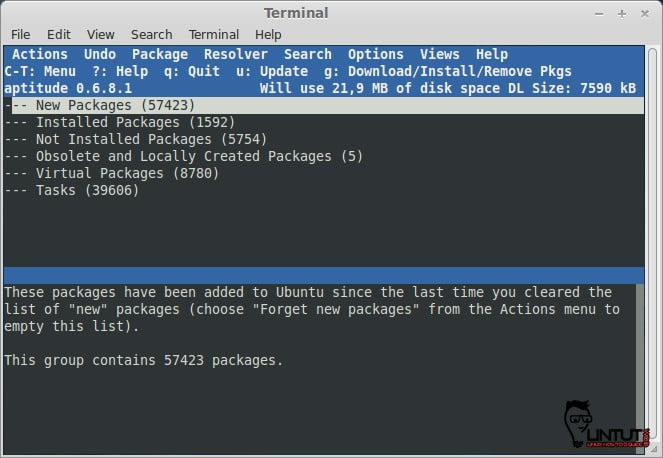 Terminal
File Edit View Search Terminal Help
Actions Undo Package Resolver Search Options Views Help
C-T: Menu ?: Help q: Quit u: Update g: Download/Install/Remove Pkgs
aptitude 0.6.8.1 Will use 21,9 MB of disk space DL Size: 7590 kB
--- New Packages (57423)
--- Installed Packages (1592)
--- Not Installed Packages (5754)
--- Obsolete and Locally Created Packages (5)
--- Virtual Packages (8780)
--- Tasks (39606)
These packages have been added to Ubuntu since the last time you cleared the
list of "new" packages (choose "Forget new packages" from the Actions menu to
empty this list).
This group contains 57423 packages.
LINTUT